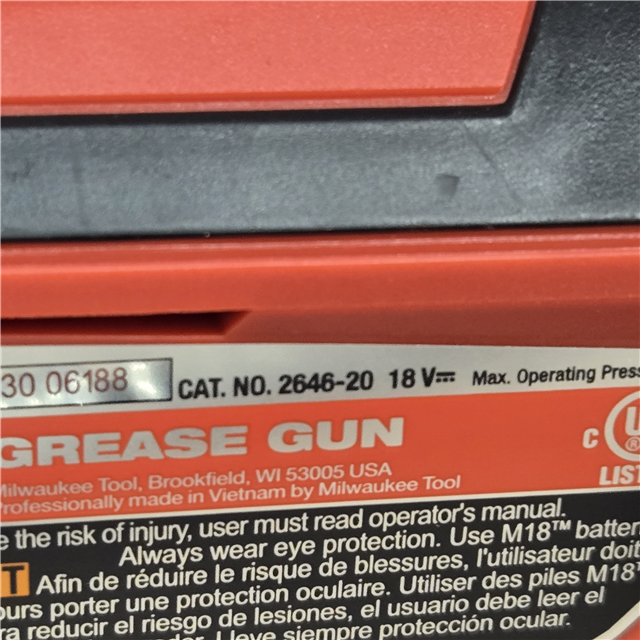 30 06188
CAT. NO. 2646-20 18 V⎓ Max. Operating Press
GREASE GUN
C U
® LIST
Milwaukee Tool, Brookfield, WI 53005 USA
Professionally made in Vietnam by Milwaukee Tool
e the risk of injury, user must read operator's manual.
Always wear eye protection. Use M18™ batter
T Afin de réduire le risque de blessures, l'utilisateur doit
ours porter une protection oculaire. Utiliser des piles M18™
ra reducir el riesgo de lesiones, el usuario debe leer el
Lleve siempre protección ocular.